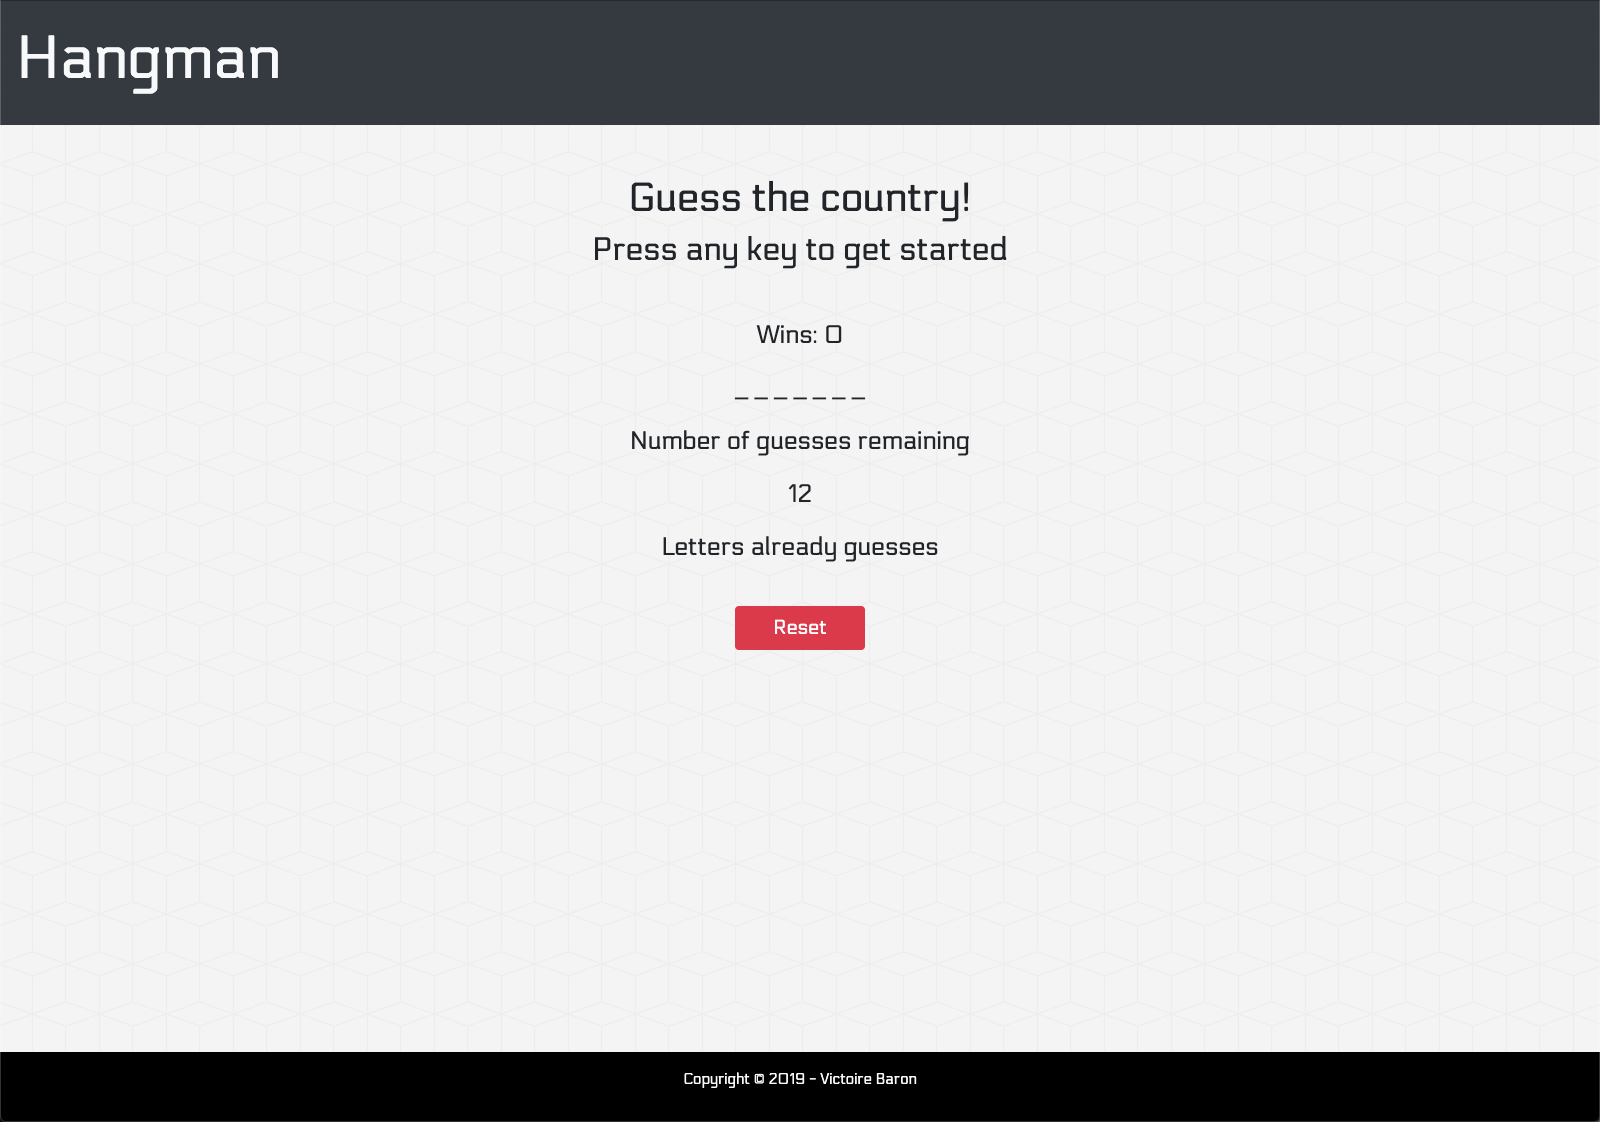 Hangman
Guess the country!
Press any key to get started
Wins: 0
_ _ _ _ _ _ _
Number of guesses remaining
12
Letters already guesses
Reset
Copyright © 2019 - Victoire Baron